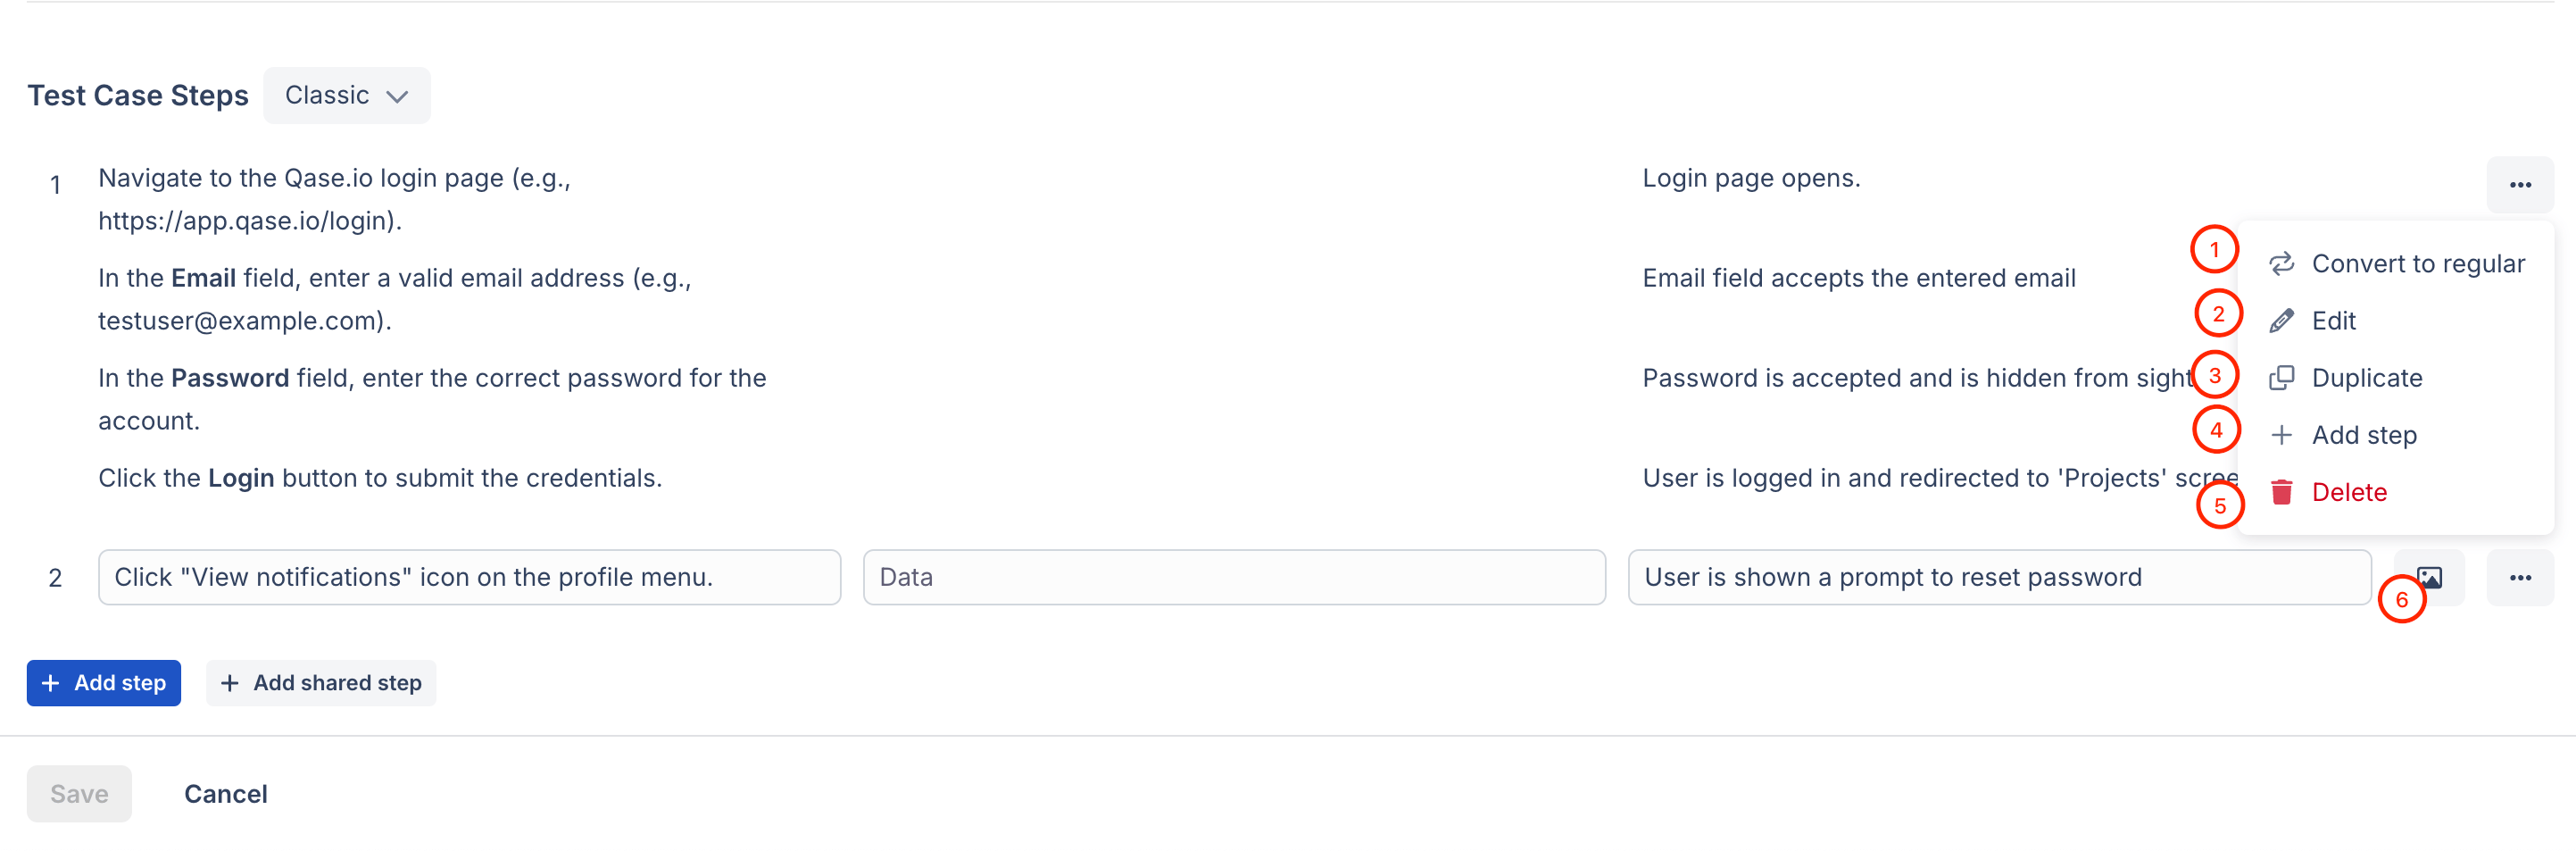 Test Case Steps Classic
1 Navigate to the Qase.io login page (e.g.,
https://app.qase.io/login).
Login page opens.
In the Email field, enter a valid email address (e.g.,
testuser@example.com).
Email field accepts the entered email
In the Password field, enter the correct password for the
account.
Password is accepted and is hidden from sight
Click the Login button to submit the credentials.
User is logged in and redirected to 'Projects' scree
1 Convert to regular
2 Edit
3 Duplicate
4 + Add step
5 Delete
2 Click "View notifications" icon on the profile menu. Data User is shown a prompt to reset password
6
+ Add step + Add shared step
Save Cancel